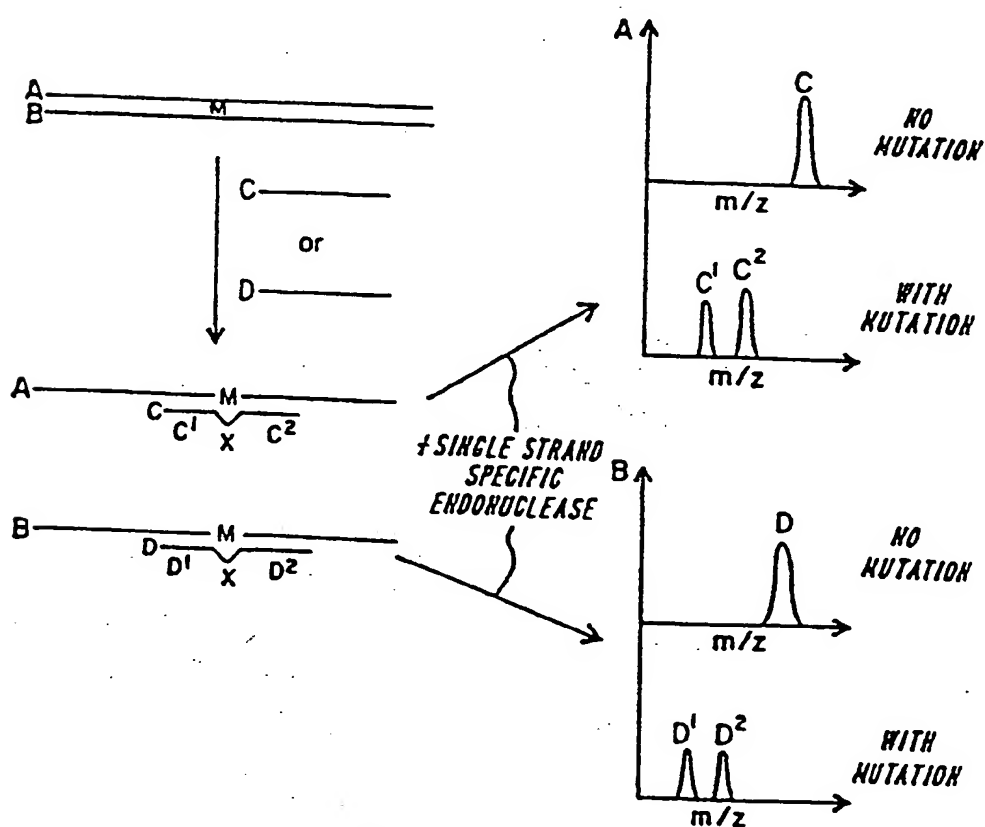 A
B
M
C
or
D
A
M
C
C¹
X
C²
B
M
D
D¹
X
D²
+SINGLE STRAND
SPECIFIC
ENDONUCLEASE
A
C
NO
MUTATION
m/z
C¹ C²
WITH
MUTATION
m/z
B
D
NO
MUTATION
m/z
D¹ D²
WITH
MUTATION
m/z